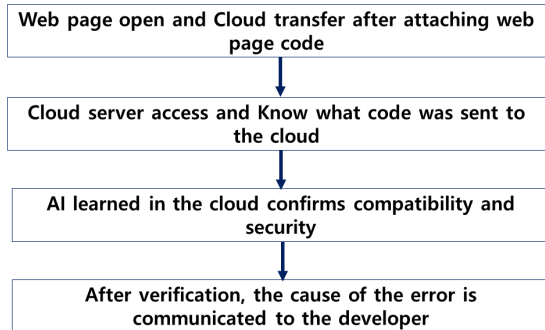 Web page open and Cloud transfer after attaching web
page code
Cloud server access and Know what code was sent to
the cloud
AI learned in the cloud confirms compatibility and
security
After verification, the cause of the error is
communicated to the developer